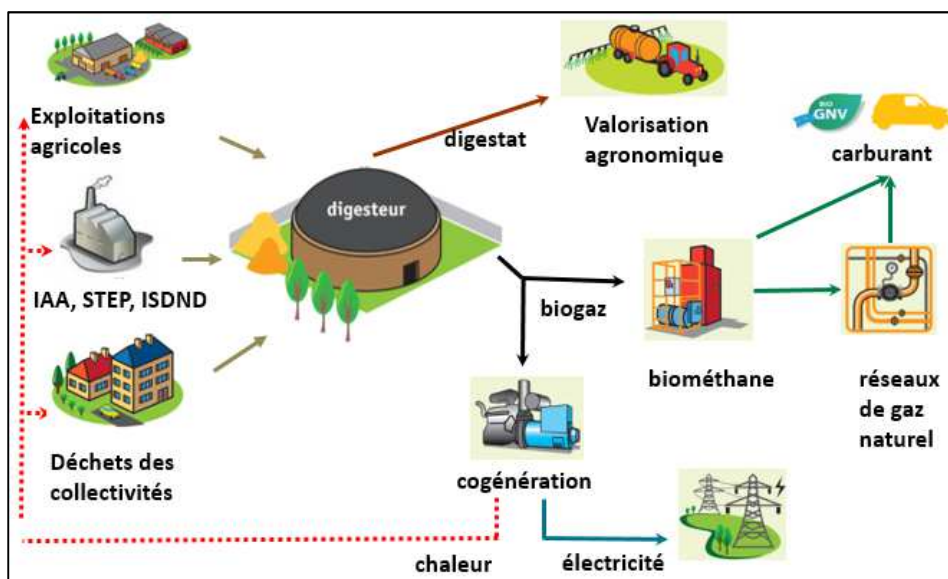 Exploitations
agricoles
IAA, STEP, ISDND
Déchets des
collectivités
digesteur
digestat
Valorisation
agronomique
BIO
GNV
carburant
biogaz
biométhane
réseaux
de gaz
naturel
cogénération
chaleur
électricité